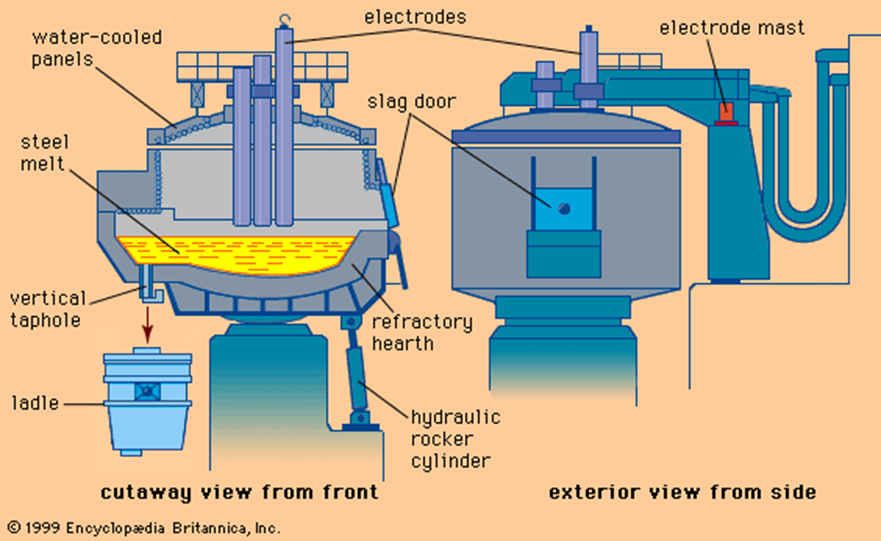 electrodes
electrode mast
water-cooled
panels
slag door
steel
melt
vertical
taphole
refractory
hearth
ladle
hydraulic
rocker
cylinder
cutaway view from front
exterior view from side
© 1999 Encyclopædia Britannica, Inc.